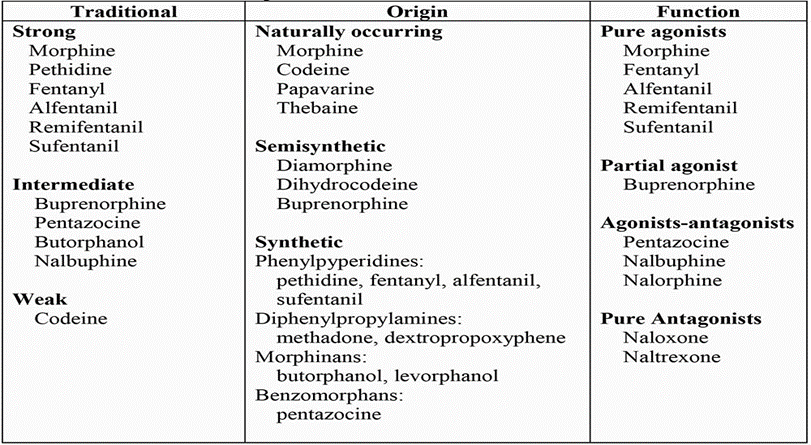 Traditional
Origin
Function
Strong
Morphine
Pethidine
Fentanyl
Alfentanil
Remifentanil
Sufentanil
Intermediate
Buprenorphine
Pentazocine
Butorphanol
Nalbuphine
Weak
Codeine
Naturally occurring
Morphine
Codeine
Papavarine
Thebaine
Semisynthetic
Diamorphine
Dihydrocodeine
Buprenorphine
Synthetic
Phenylpyperidines:
pethidine, fentanyl, alfentanil,
sufentanil
Diphenylpropylamines:
methadone, dextropropoxyphene
Morphinans:
butorphanol, levorphanol
Benzomorphans:
pentazocine
Pure agonists
Morphine
Fentanyl
Alfentanil
Remifentanil
Sufentanil
Partial agonist
Buprenorphine
Agonists-antagonists
Pentazocine
Nalbuphine
Nalorphine
Pure Antagonists
Naloxone
Naltrexone